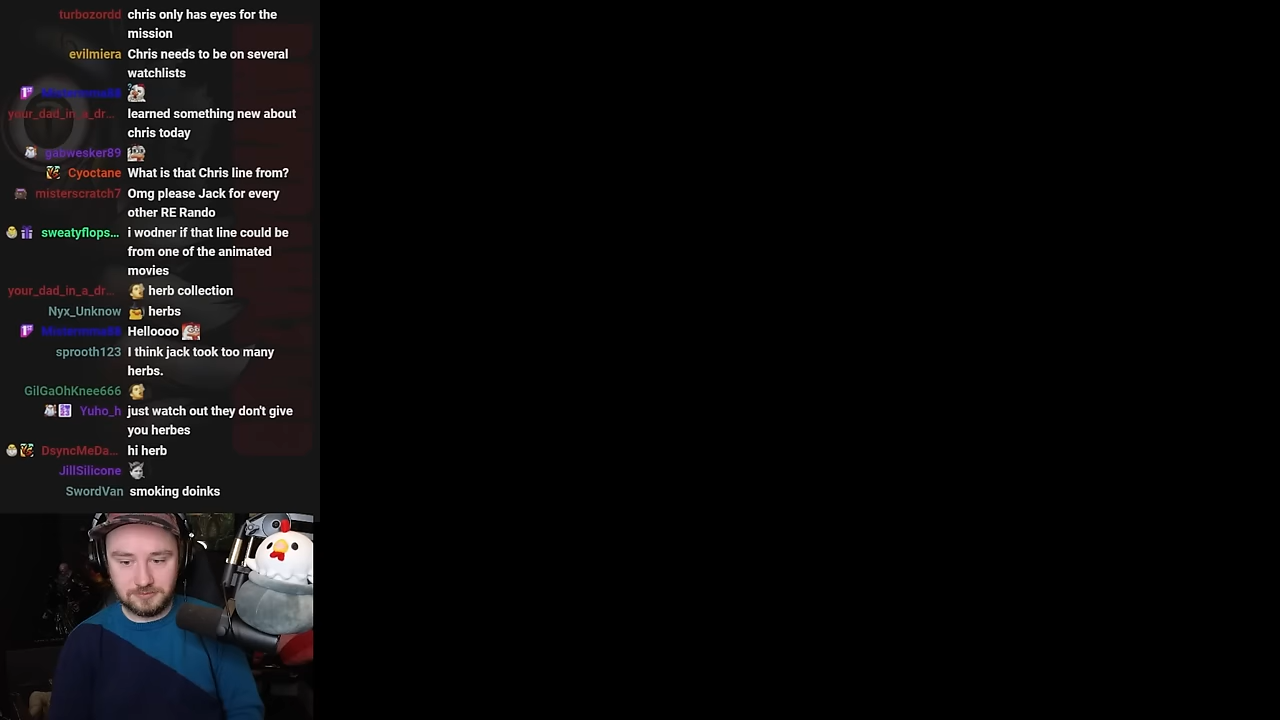 turbozordd chris only has eyes for the
mission
evilmiera Chris needs to be on several
watchlists
your_dad_in_a_dr... learned something new about
chris today
gabwesker89
Cyoctane What is that Chris line from?
misterscratch7 Omg please Jack for every
other RE Rando
sweatyflops... i wodner if that line could be
from one of the animated
movies
your_dad_in_a_dr... herb collection
Nyx_Unknow herbs
Helloooo
sprooth123 I think jack took too many
herbs.
GilGaOhKnee666
Yuho_h just watch out they don't give
you herbes
DsyncMeDa... hi herb
JillSilicone
SwordVan smoking doinks